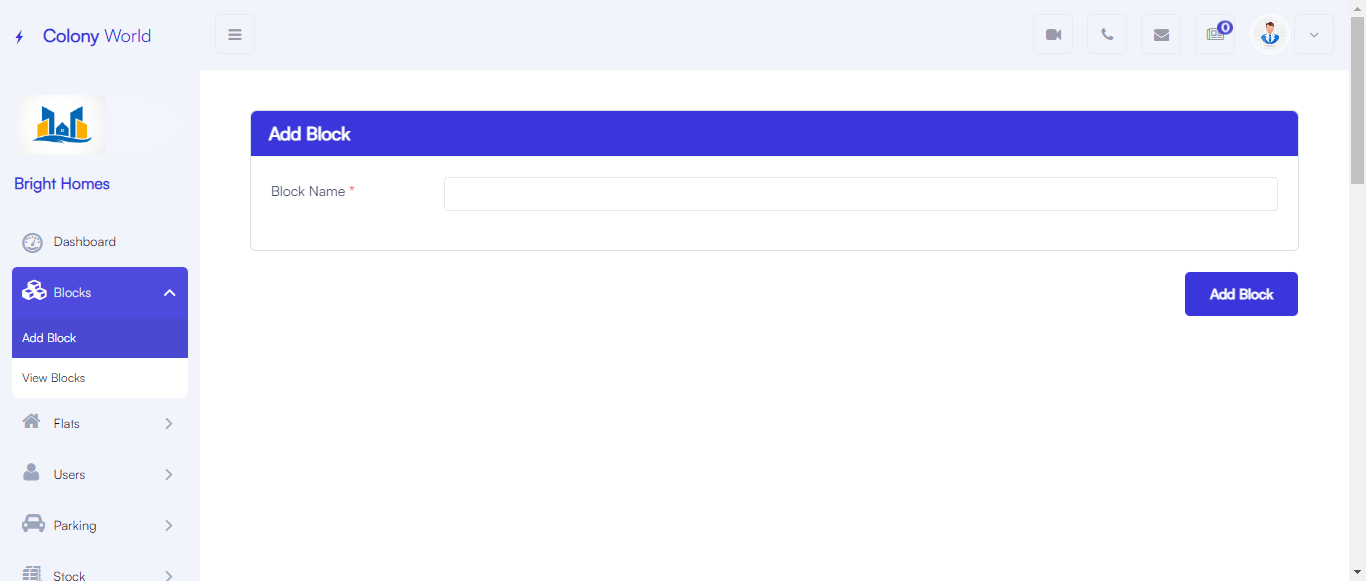 Colony World
0
Bright Homes
Dashboard
Blocks
Add Block
View Blocks
Flats
Users
Parking
Stock
Add Block
Block Name *
Add Block